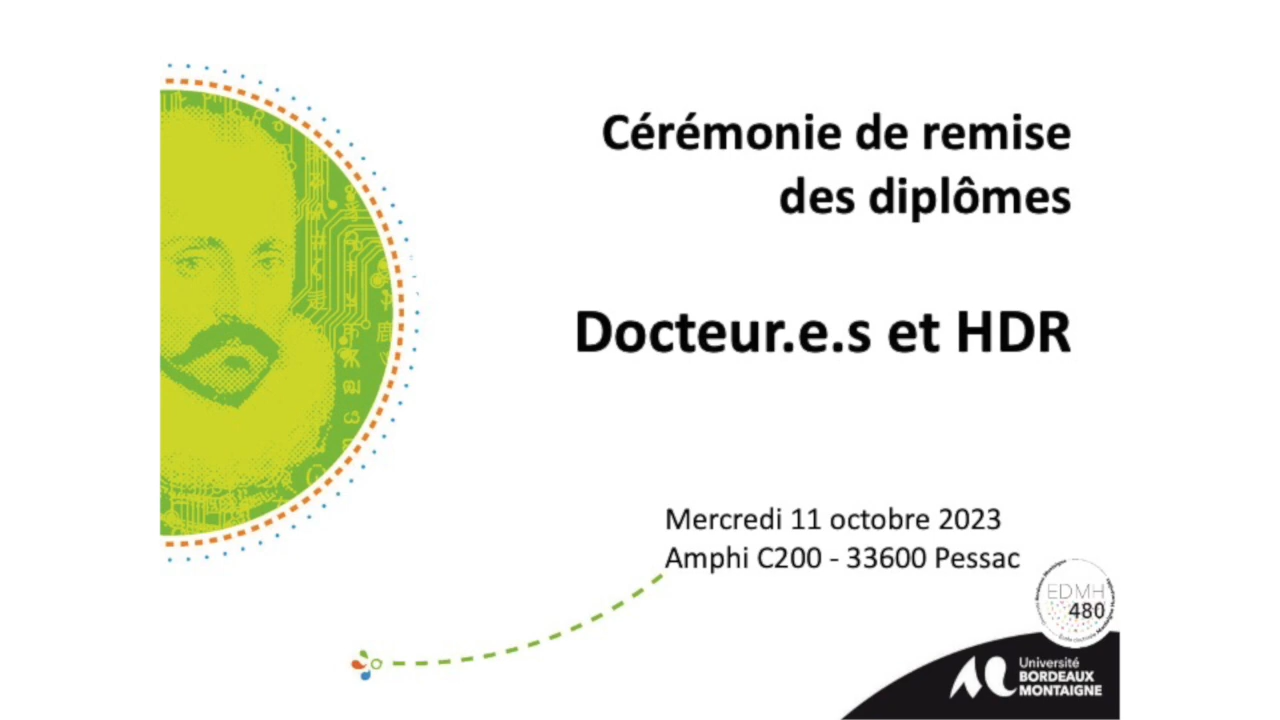 Cérémonie de remise
des diplômes
Docteur.e.s et HDR
Mercredi 11 octobre 2023
Amphi C200 - 33600 Pessac
EDMH
480
Université
BORDEAUX
MONTAIGNE